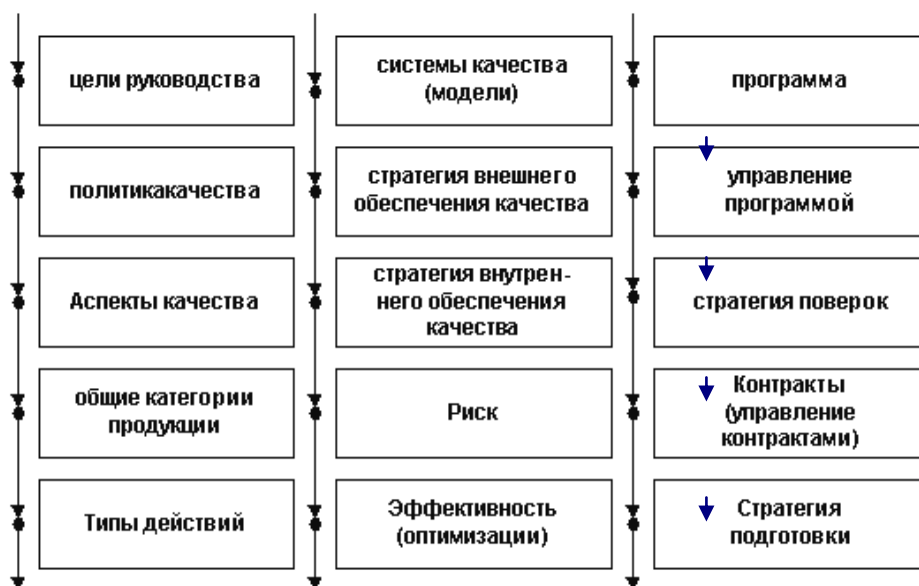 цели руководства
политикакачества
Аспекты качества
общие категории
продукции
Типы действий
системы качества
(модели)
стратегия внешнего
обеспечения качества
стратегия внутрен-
него обеспечения
качества
Риск
Эффективность
(оптимизации)
программа
управление
программой
стратегия поверок
Контракты
(управление
контрактами)
Стратегия
подготовки